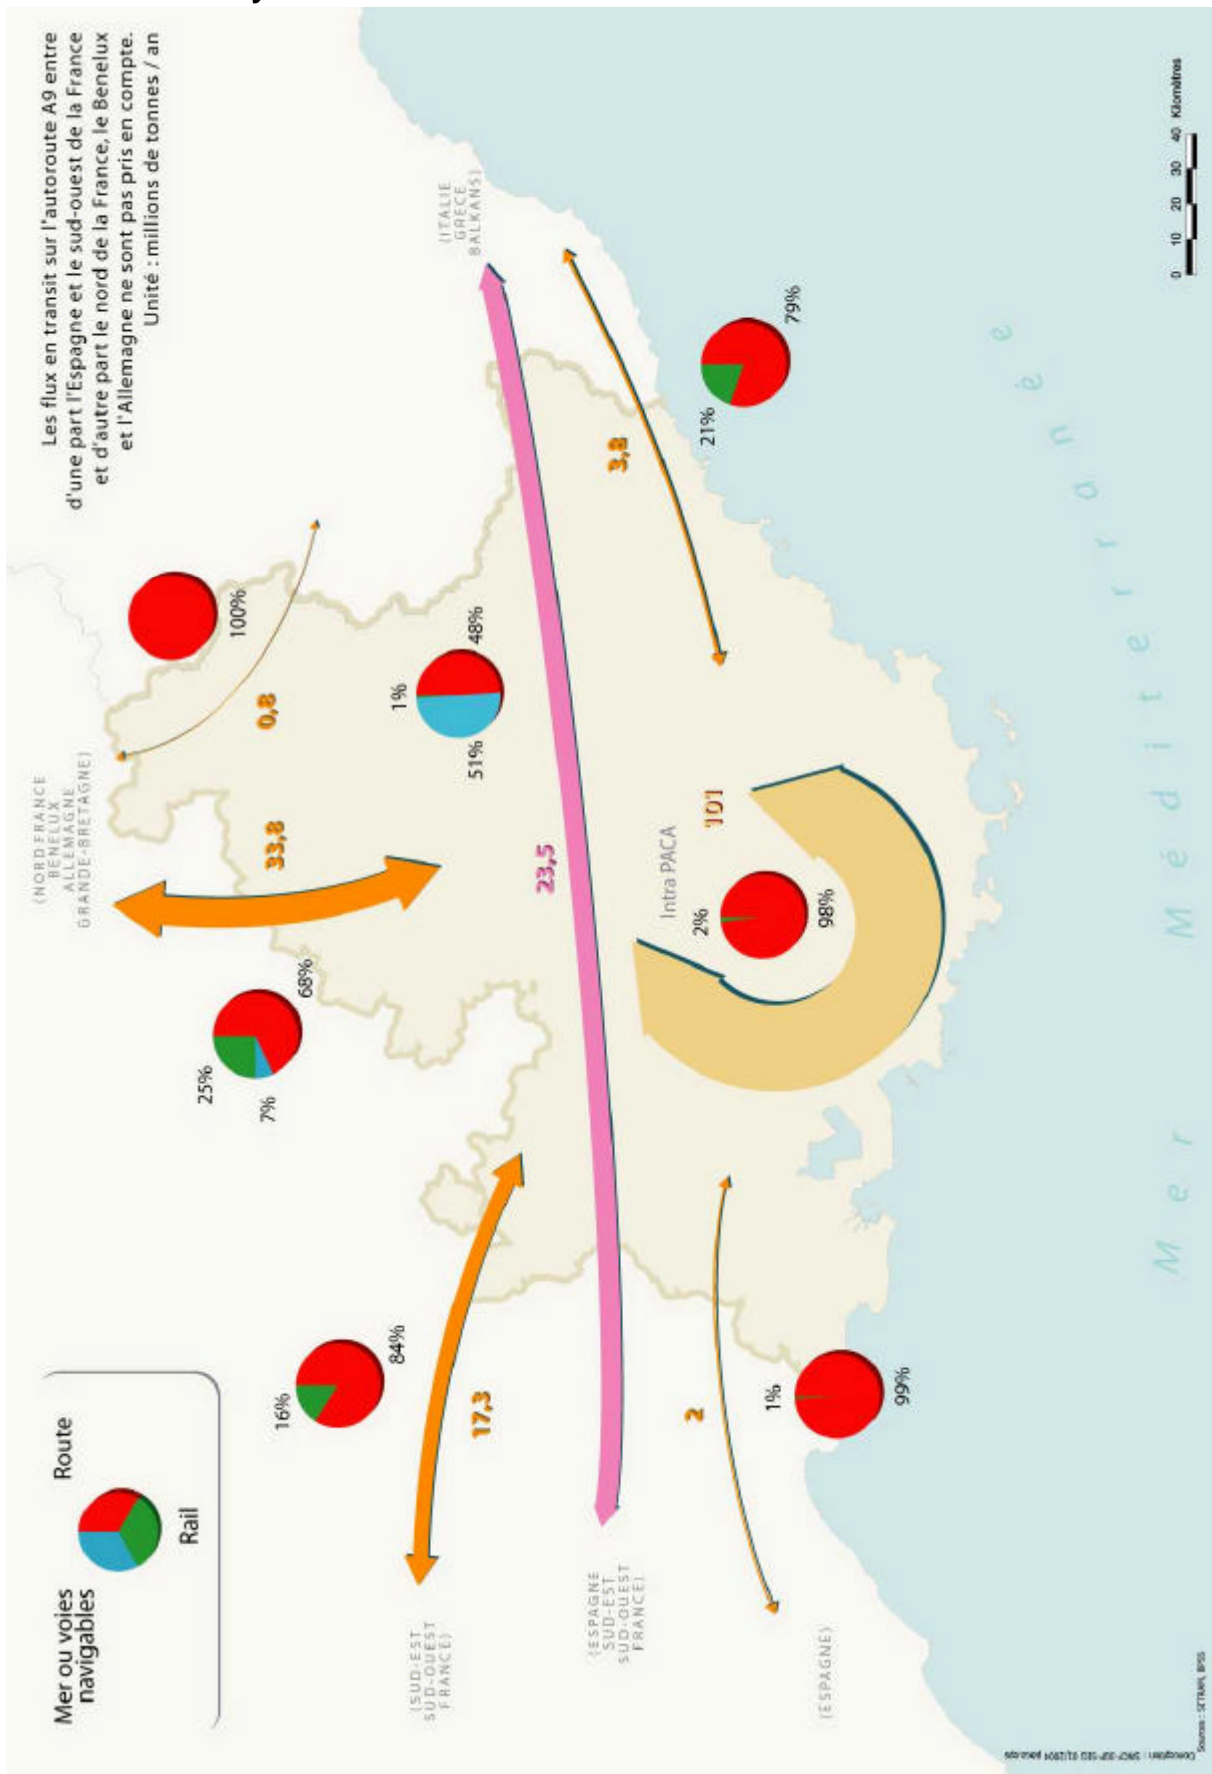 Mer ou voies
navigables
Route
Rail
Les flux en transit sur l'autoroute A9 entre
d'une part l'Espagne et le sud-ouest de la France
et d'autre part le nord de la France, le Benelux
et l'Allemagne ne sont pas pris en compte.
Unité : millions de tonnes / an
(NORD FRANCE
BENELUX
ALLEMAGNE
GRANDE-BRETAGNE)
100%
0,8
33,8
25%
7%
68%
16%
84%
17,3
(SUD-EST
SUD-OUEST
FRANCE)
1%
51%
48%
(ITALIE
GRECE
BALKANS)
23,5
(ESPAGNE
SUD-EST
SUD-OUEST
FRANCE)
3,8
21%
79%
Intra PACA
101
2%
98%
2
1%
99%
(ESPAGNE)
Mer Méditerranée
0 10 20 30 40 Kilomètres
Sources : SETRAM, BPSS